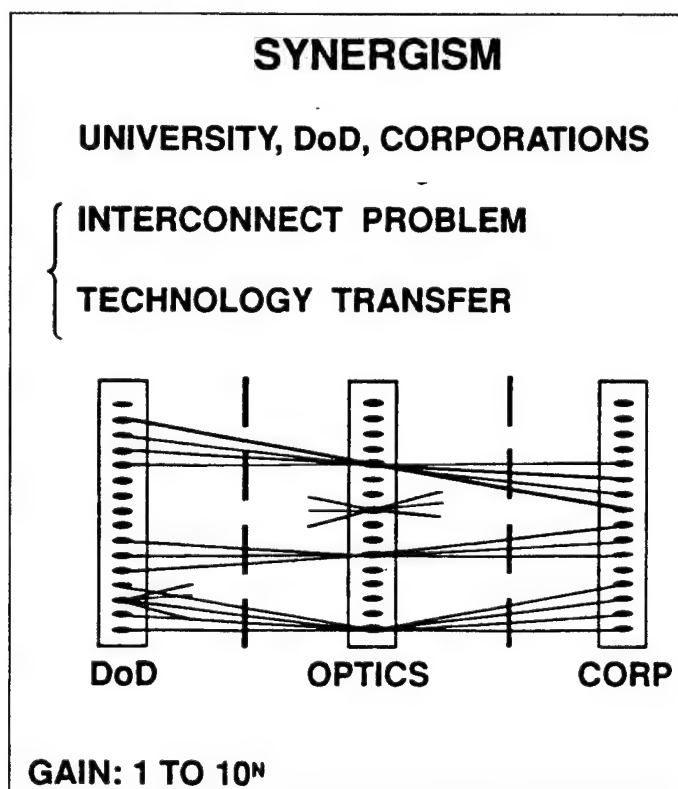 SYNERGISM
UNIVERSITY, DoD, CORPORATIONS
INTERCONNECT PROBLEM
TECHNOLOGY TRANSFER
DoD OPTICS CORP
GAIN: 1 TO 10ᴺ